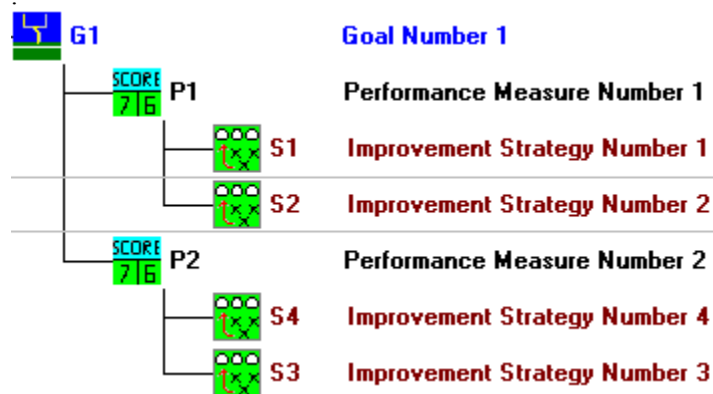 G1 Goal Number 1
SCORE
7 6 P1 Performance Measure Number 1
S1 Improvement Strategy Number 1
S2 Improvement Strategy Number 2
SCORE
7 6 P2 Performance Measure Number 2
S4 Improvement Strategy Number 4
S3 Improvement Strategy Number 3